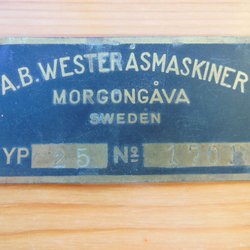 A.B. WESTERÅSMASKINER
MORGONGÅVA
SWEDEN
YP 25 Nº